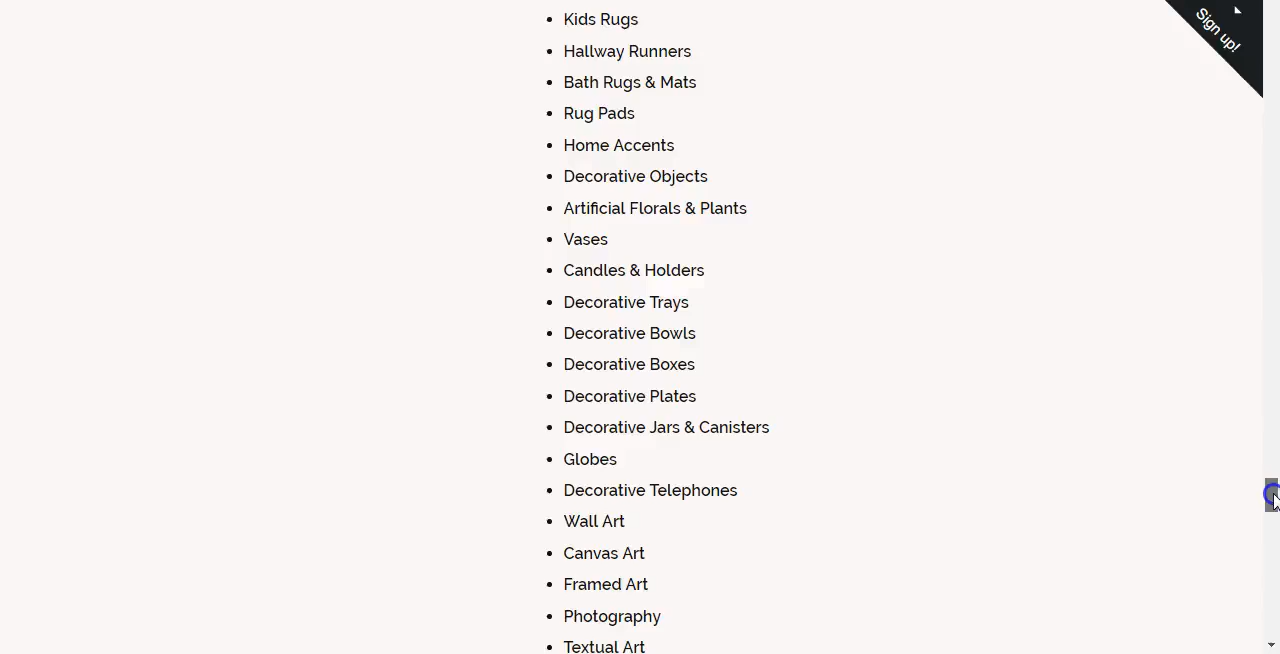 Kids Rugs
Sign up!
Hallway Runners
Bath Rugs & Mats
Rug Pads
Home Accents
Decorative Objects
Artificial Florals & Plants
Vases
Candles & Holders
Decorative Trays
Decorative Bowls
Decorative Boxes
Decorative Plates
Decorative Jars & Canisters
Globes
Decorative Telephones
Wall Art
Canvas Art
Framed Art
Photography
Textual Art